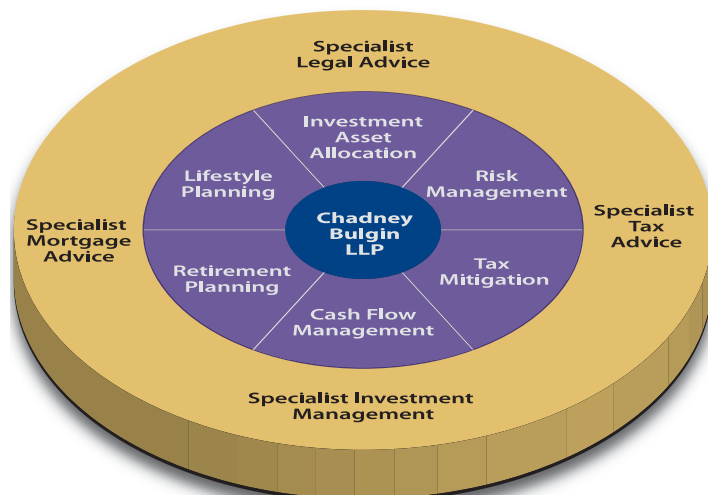 Specialist
Legal Advice
Investment
Asset
Allocation
Lifestyle
Planning
Risk
Management
Chadney
Bulgin
LLP
Specialist
Mortgage
Advice
Specialist
Tax
Advice
Retirement
Planning
Tax
Mitigation
Cash Flow
Management
Specialist Investment
Management